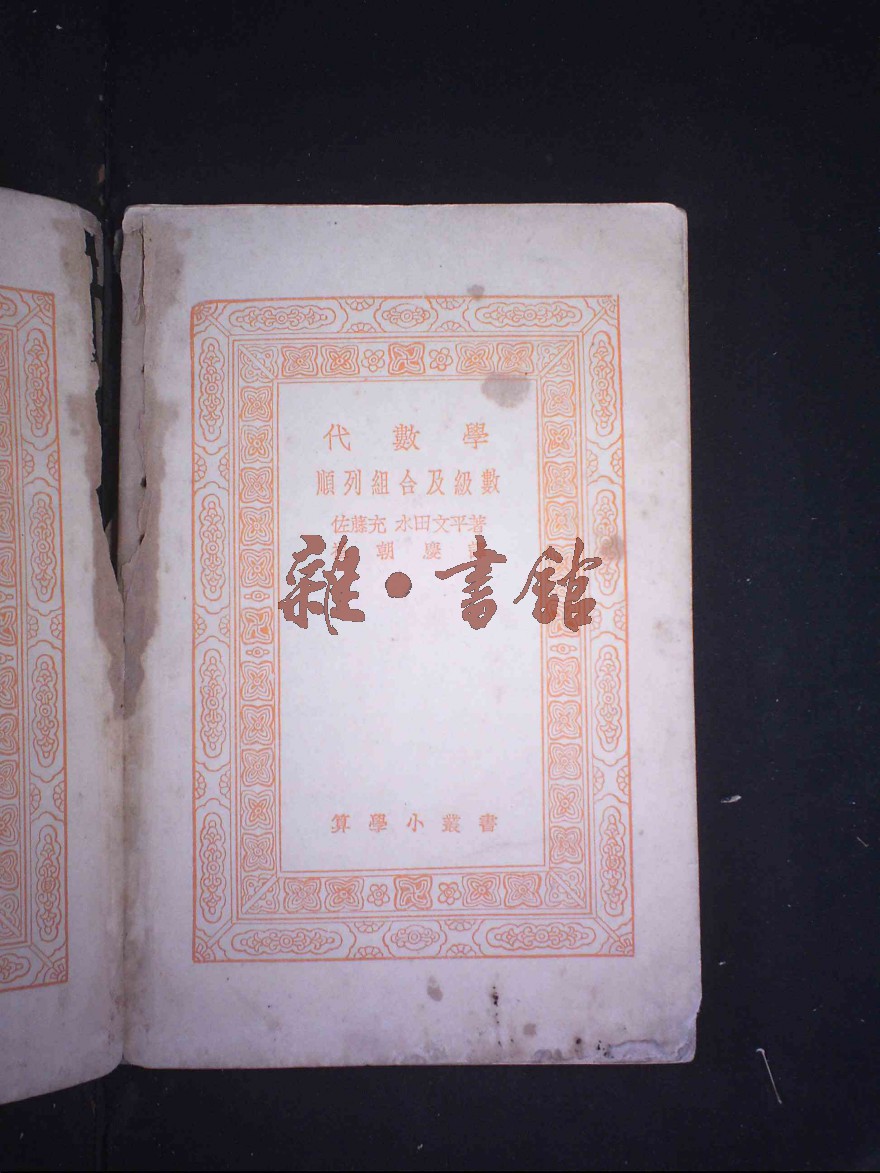 代數學
順列組合及級數
佐藤充 水田文平著
朝慶
雜·書館
算學小叢書